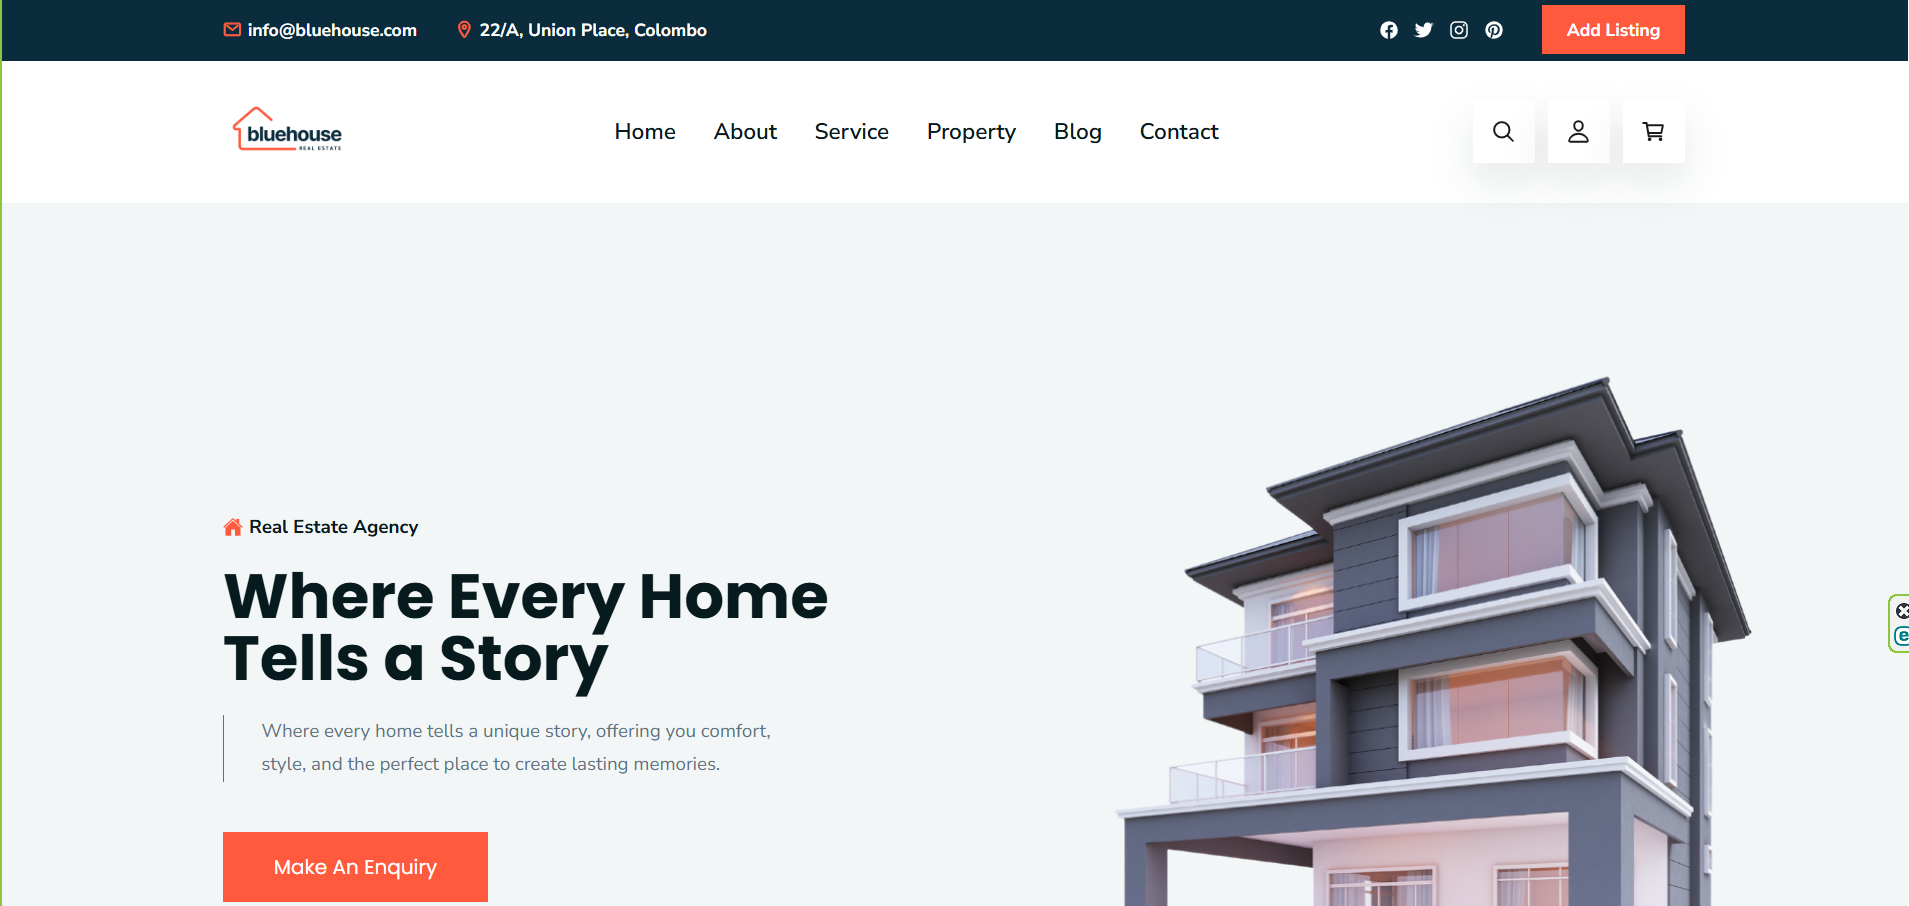 info@bluehouse.com
22/A, Union Place, Colombo
Add Listing
bluehouse
REAL ESTATE
Home
About
Service
Property
Blog
Contact
Real Estate Agency
Where Every Home
Tells a Story
Where every home tells a unique story, offering you comfort,
style, and the perfect place to create lasting memories.
Make An Enquiry